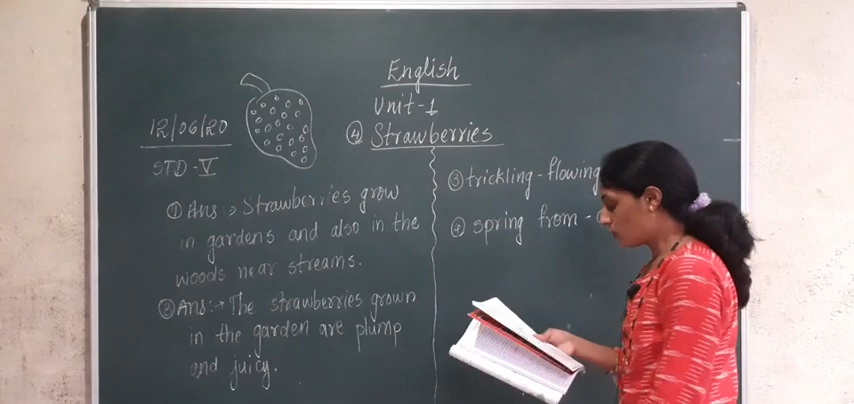 English
Unit-1
④ Strawberries
12/06/20
STD-V
① Ans:→ Strawberries grow
in gardens and also in the
woods near streams.
② Ans:→ The strawberries grown
in the garden are plump
and juicy.
③ trickling - flowing
④ spring from -